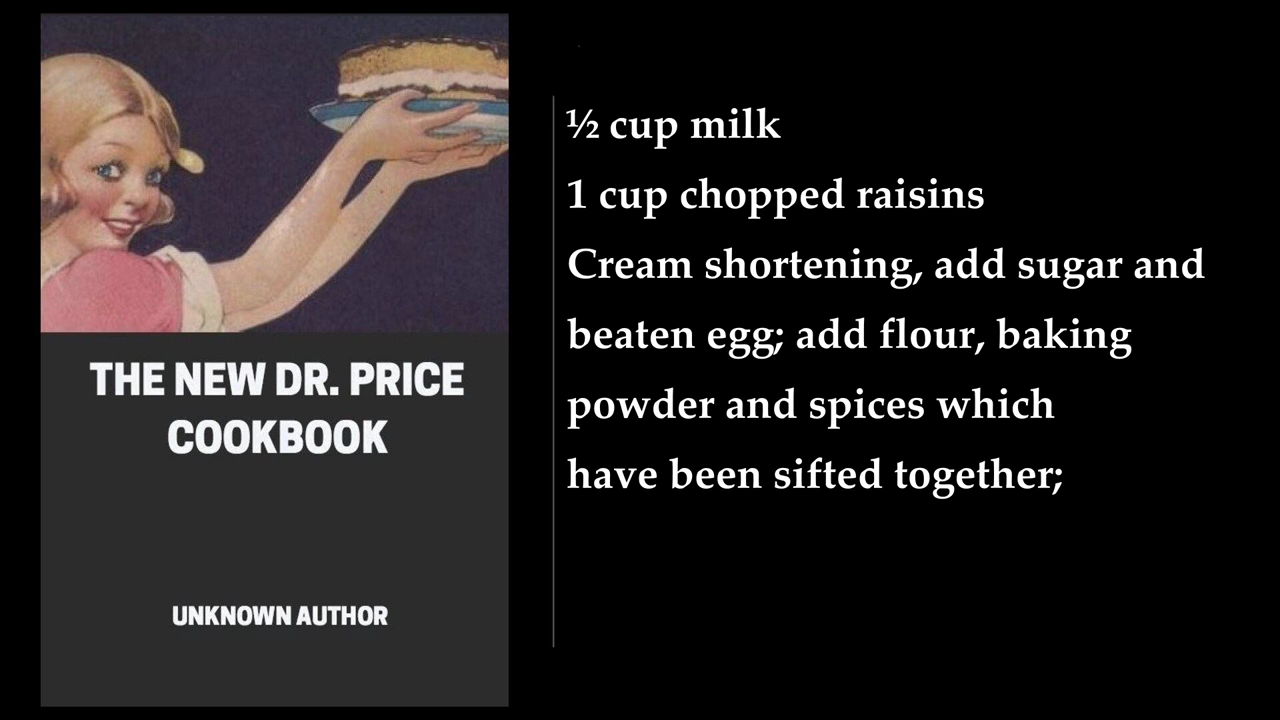 THE NEW DR. PRICE
COOKBOOK
UNKNOWN AUTHOR
½ cup milk
1 cup chopped raisins
Cream shortening, add sugar and
beaten egg; add flour, baking
powder and spices which
have been sifted together;